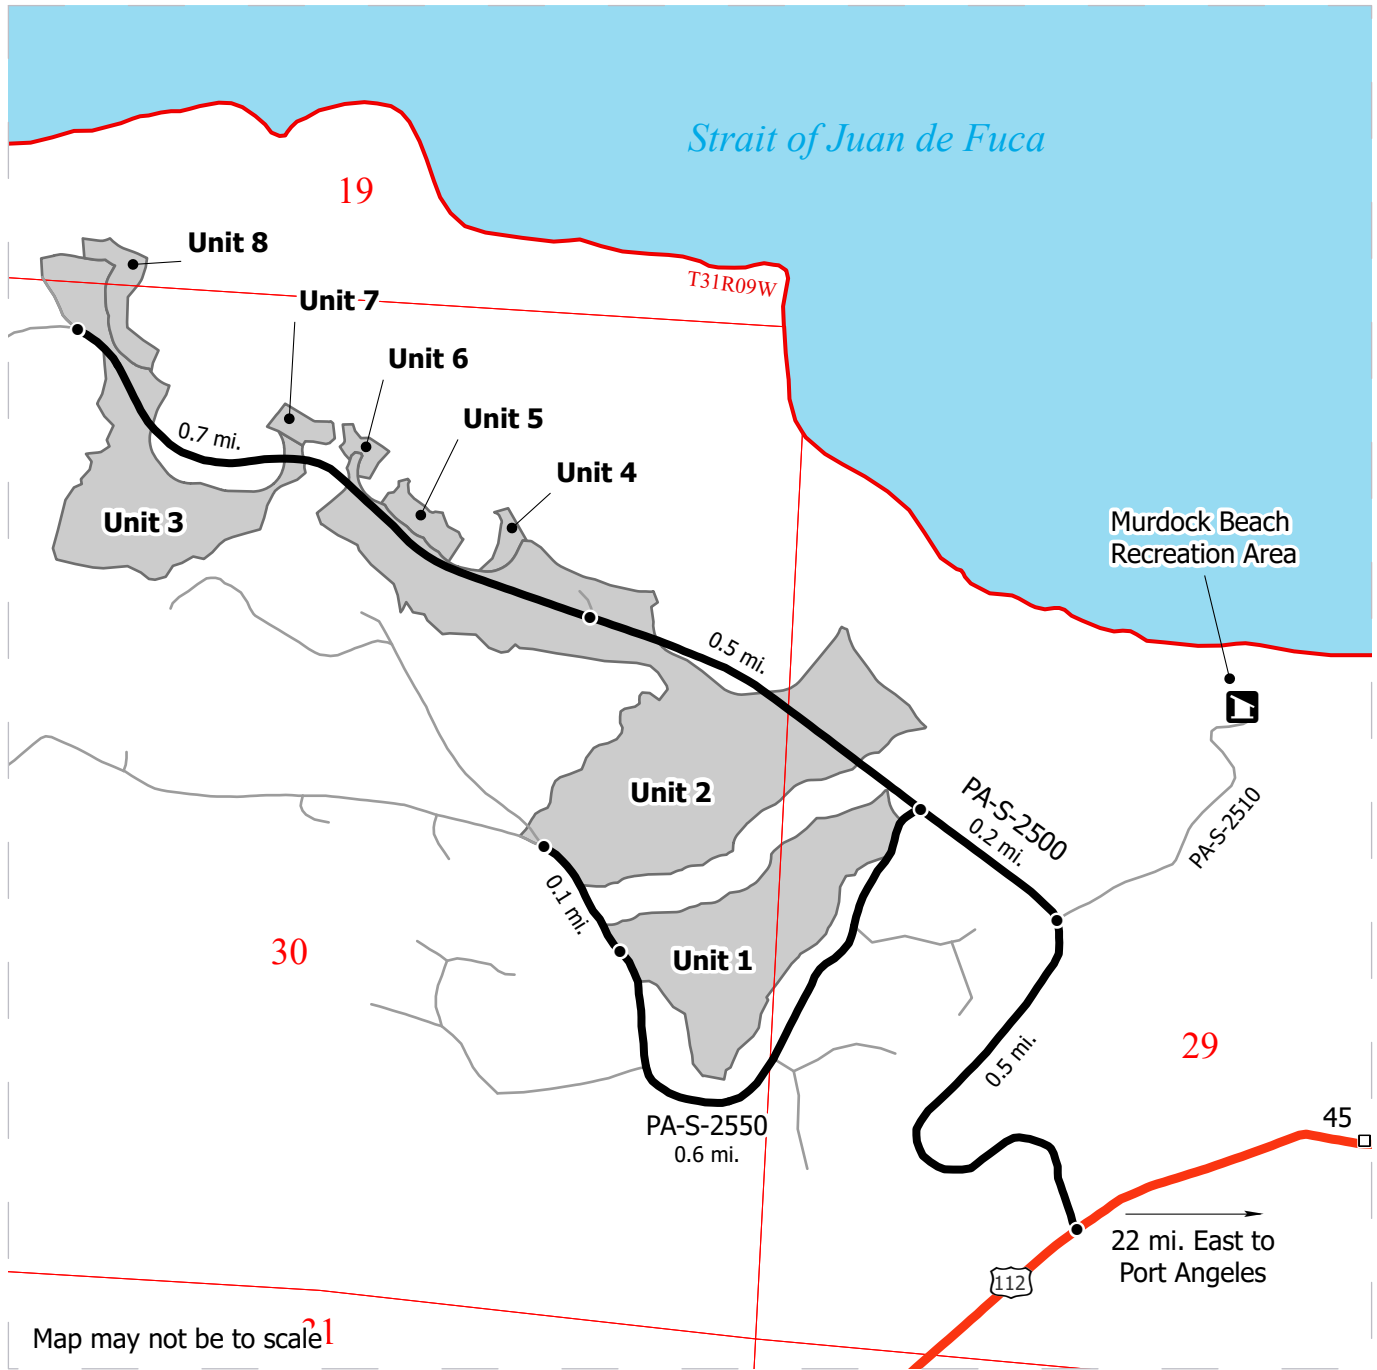 Strait of Juan de Fuca
19
Unit 8
T31R09W
Unit 7
Unit 6
Unit 5
0.7 mi.
Unit 4
Unit 3
Murdock Beach
Recreation Area
0.5 mi.
Unit 2
PA-S-2500
0.2 mi.
PA-S-2510
0.1 mi.
30
Unit 1
29
0.5 mi.
PA-S-2550
0.6 mi.
45
22 mi. East to
Port Angeles
112
Map may not be to scale